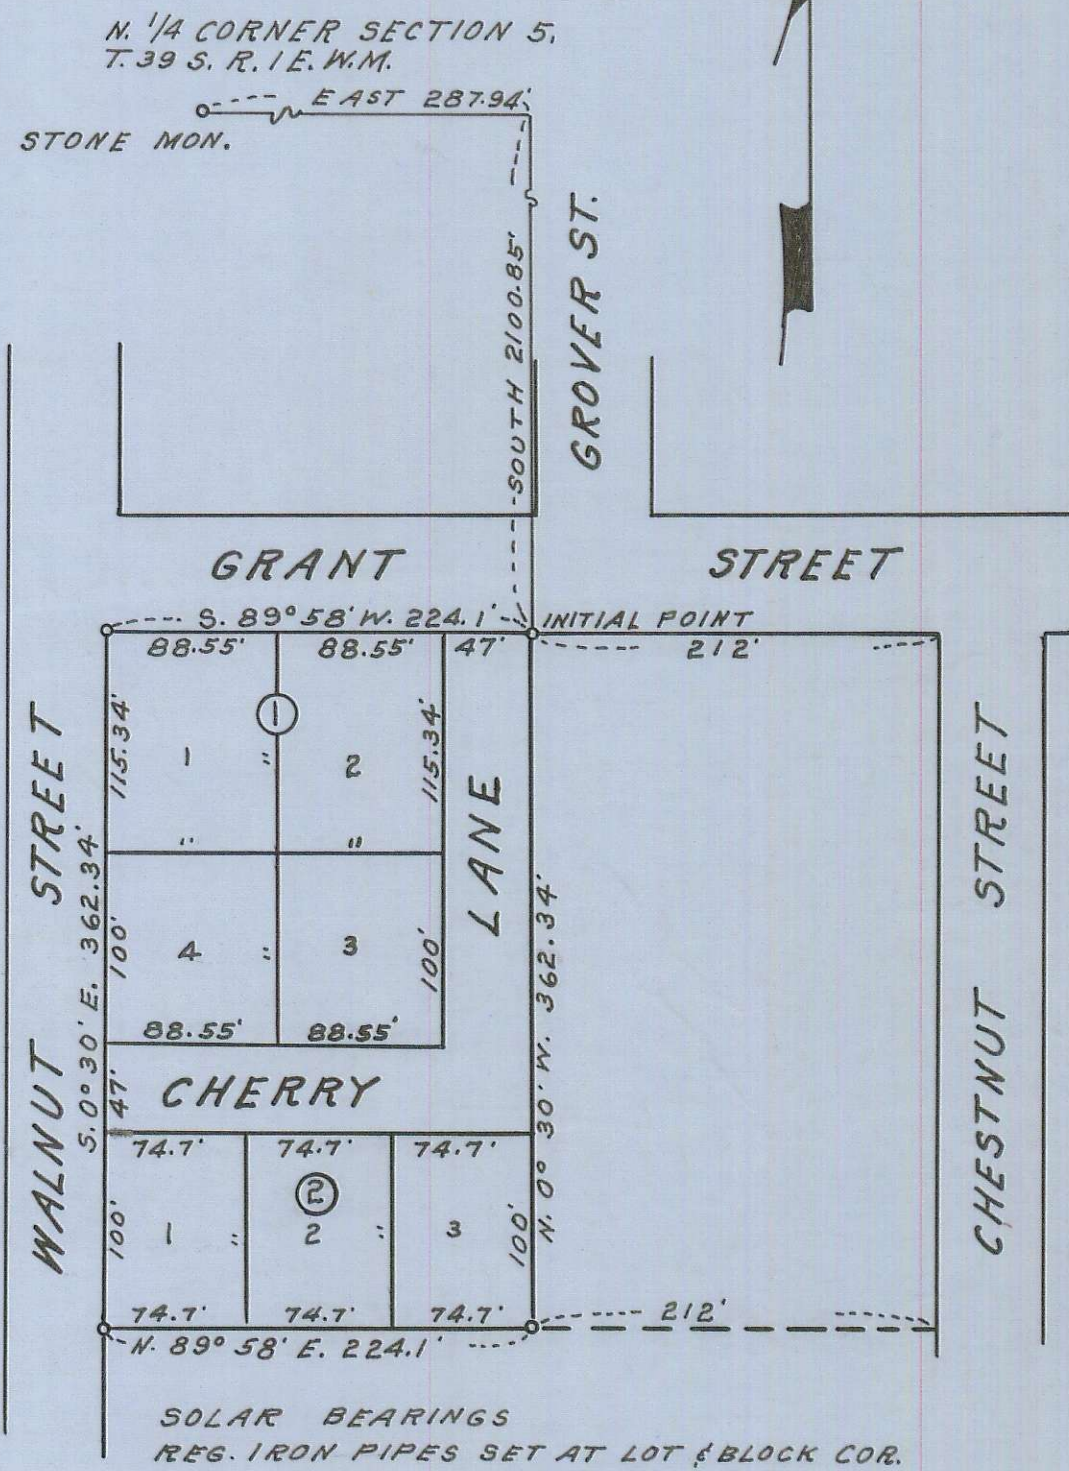 N. 1/4 CORNER SECTION 5,
T. 39 S. R. 1 E. W.M.
EAST 287.94'
STONE MON.
SOUTH 2100.85'
GROVER ST.
GRANT STREET
S. 89° 58' W. 224.1'
INITIAL POINT
88.55' 88.55' 47' 212'
115.34' 1 115.34'
1 " 2
" "
WALNUT STREET
S. 0° 30' E. 362.34'
LANE
N. 0° 30' W. 362.34'
CHESTNUT STREET
100' 4 " 3 100'
88.55' 88.55'
47' CHERRY
74.7' 74.7' 74.7'
2
100' 1 " 2 " 3 100'
74.7' 74.7' 74.7' 212'
N. 89° 58' E. 224.1'
SOLAR BEARINGS
REG. IRON PIPES SET AT LOT & BLOCK COR.